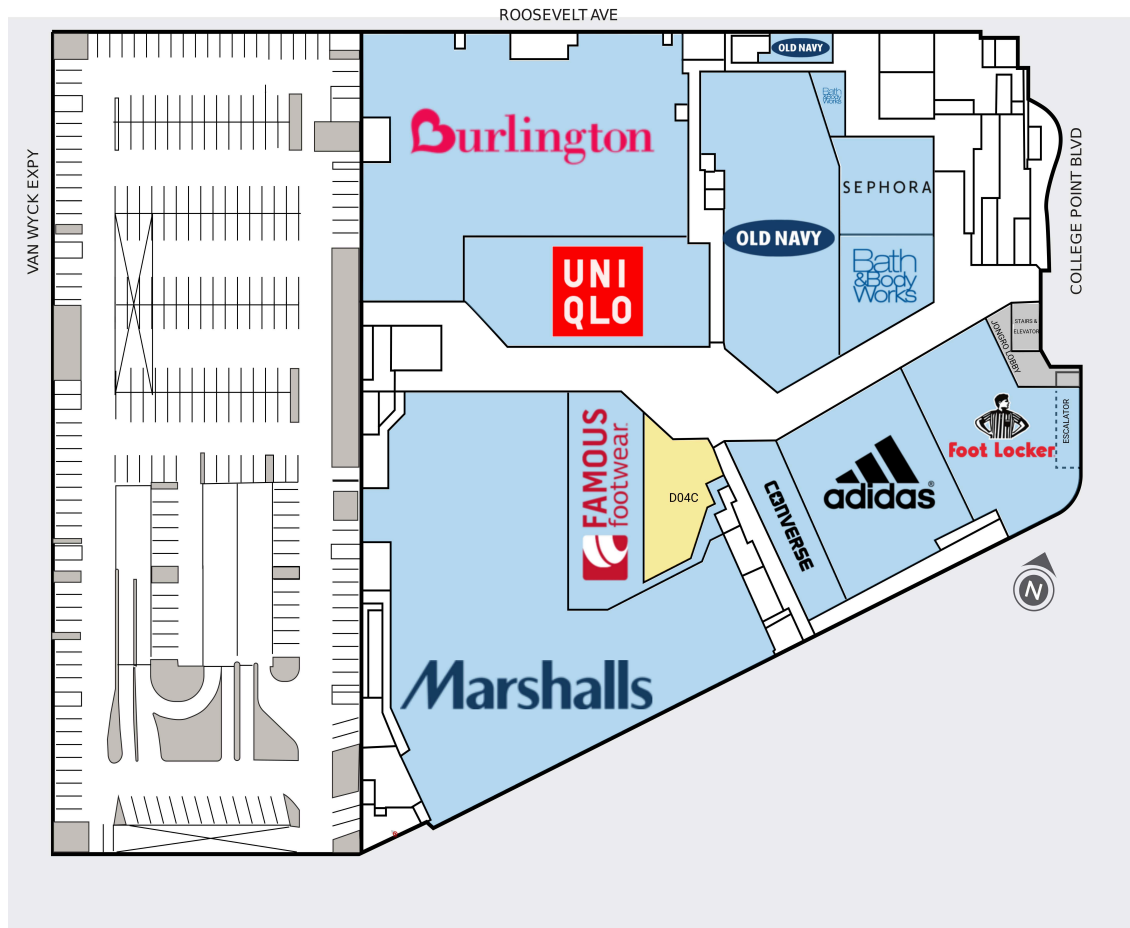 ROOSEVELT AVE
OLD NAVY
Bath
&Body
Works
Burlington
VAN WYCK EXPY
COLLEGE POINT BLVD
SEPHORA
OLD NAVY
UNI
QLO
Bath
&Body
Works
STAIRS &
ELEVATOR
JONGRO LOBBY
ESCALATOR
Foot Locker
FAMOUS
footwear.
D04C
CONVERSE
adidas®
N
Marshalls